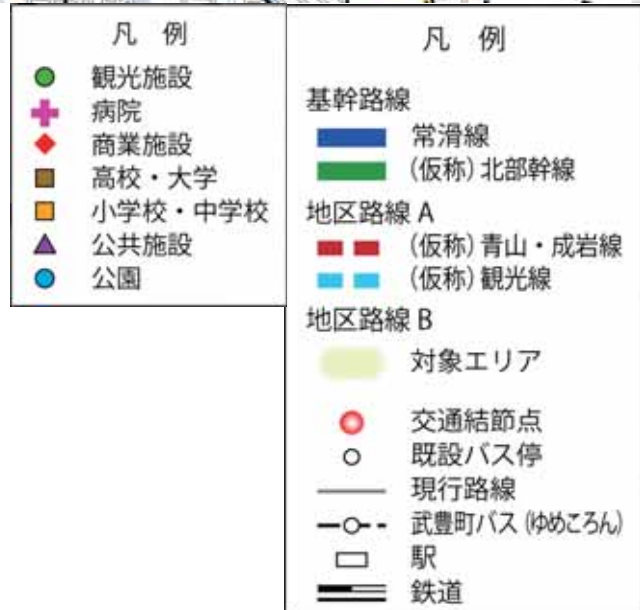 凡 例
観光施設
病院
商業施設
高校・大学
小学校・中学校
公共施設
公園
凡 例
基幹路線
常滑線
(仮称)北部幹線
地区路線 A
(仮称)青山・成岩線
(仮称)観光線
地区路線 B
対象エリア
交通結節点
既設バス停
現行路線
武豊町バス (ゆめころん)
駅
鉄道